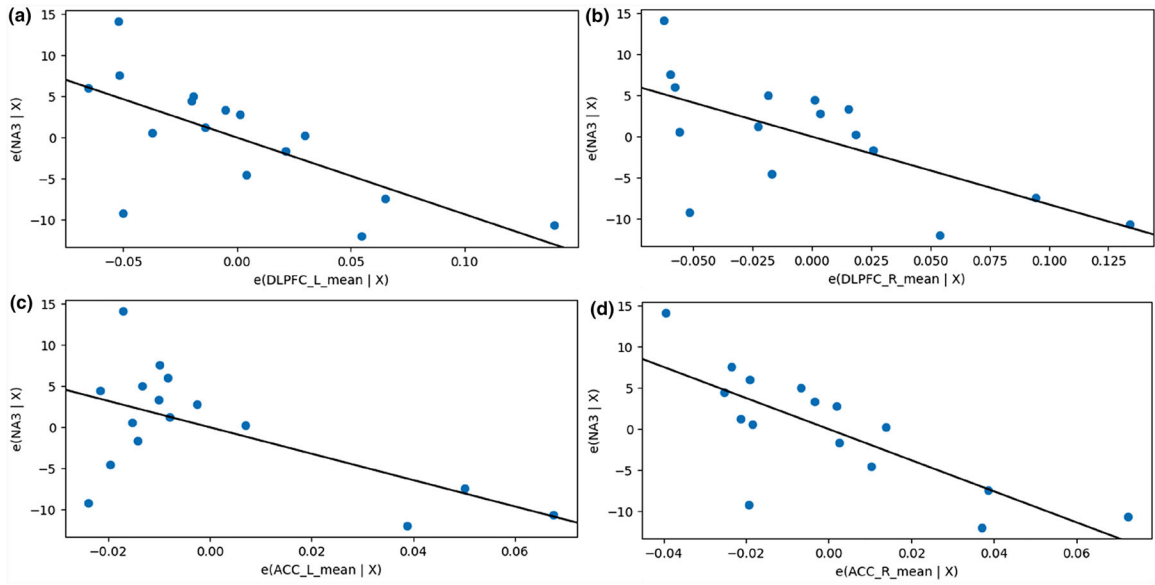 (a)
15
10
5
0
−5
−10
e(NA3 | X)
−0.05 0.00 0.05 0.10
e(DLPFC_L_mean | X)
(b)
15
10
5
0
−5
−10
e(NA3 | X)
−0.050 −0.025 0.000 0.025 0.050 0.075 0.100 0.125
e(DLPFC_R_mean | X)
(c)
15
10
5
0
−5
−10
e(NA3 | X)
−0.02 0.00 0.02 0.04 0.06
e(ACC_L_mean | X)
(d)
15
10
5
0
−5
−10
e(NA3 | X)
−0.04 −0.02 0.00 0.02 0.04 0.06
e(ACC_R_mean | X)